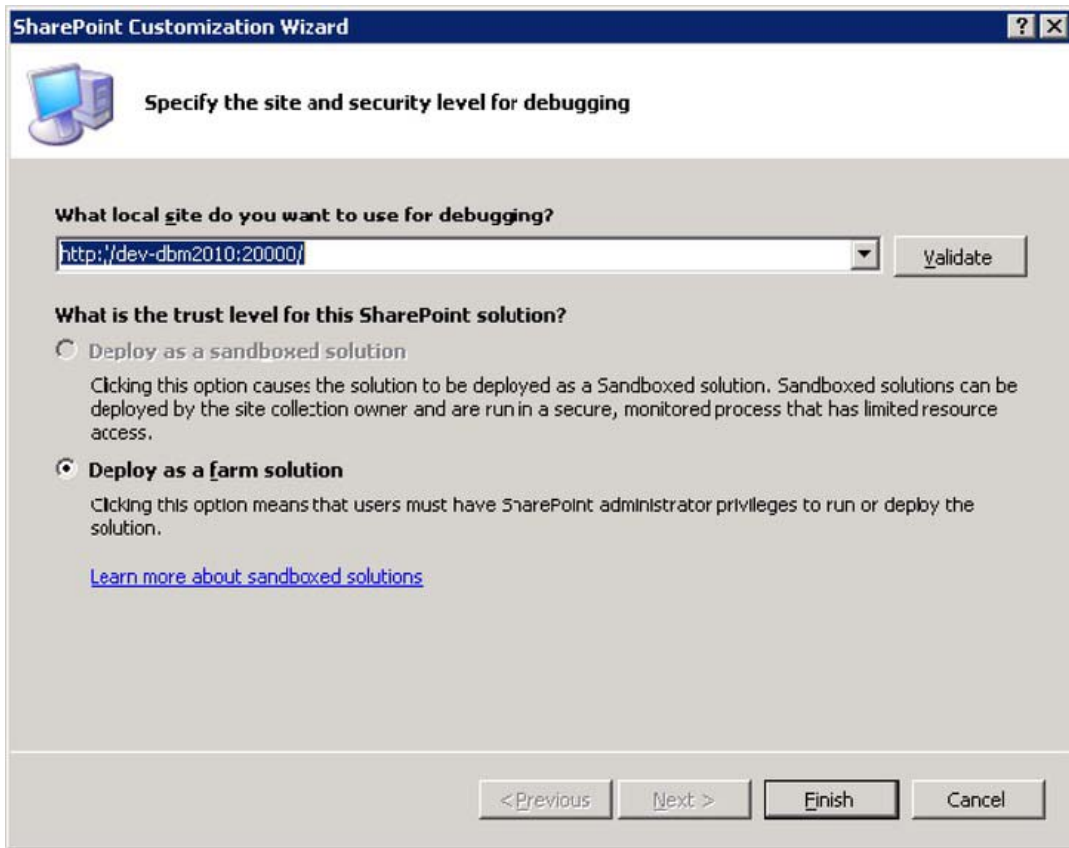 SharePoint Customization Wizard
Specify the site and security level for debugging
What local site do you want to use for debugging?
http://dev-dbm2010:20000/
Validate
What is the trust level for this SharePoint solution?
Deploy as a sandboxed solution
Clicking this option causes the solution to be deployed as a Sandboxed solution. Sandboxed solutions can be
deployed by the site collection owner and are run in a secure, monitored process that has limited resource
access.
Deploy as a farm solution
Clicking this option means that users must have SharePoint administrator privileges to run or deploy the
solution.
Learn more about sandboxed solutions
< Previous
Next >
Finish
Cancel